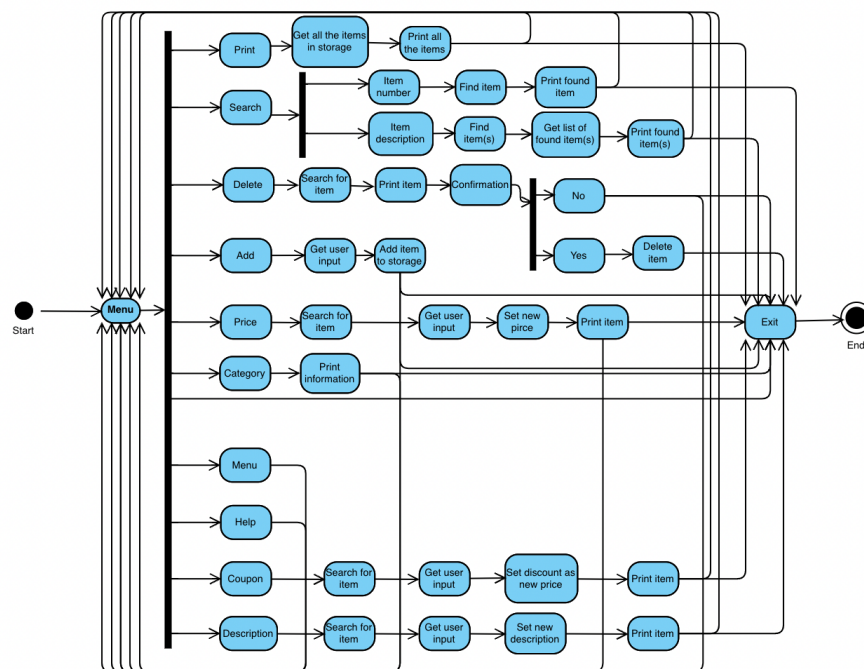 Print
Get all the items
in storage
Print all
the items
Search
Item
number
Find item
Print found
item
Item
description
Find
item(s)
Get list of
found item(s)
Print found
item(s)
Delete
Search for
item
Print item
Confirmation
No
Yes
Delete
item
Add
Get user
input
Add item
to storage
Start
Menu
Price
Search for
item
Get user
input
Set new
pirce
Print item
Exit
End
Category
Print
information
Menu
Help
Coupon
Search for
item
Get user
input
Set discount as
new price
Print item
Description
Search for
item
Get user
input
Set new
description
Print item